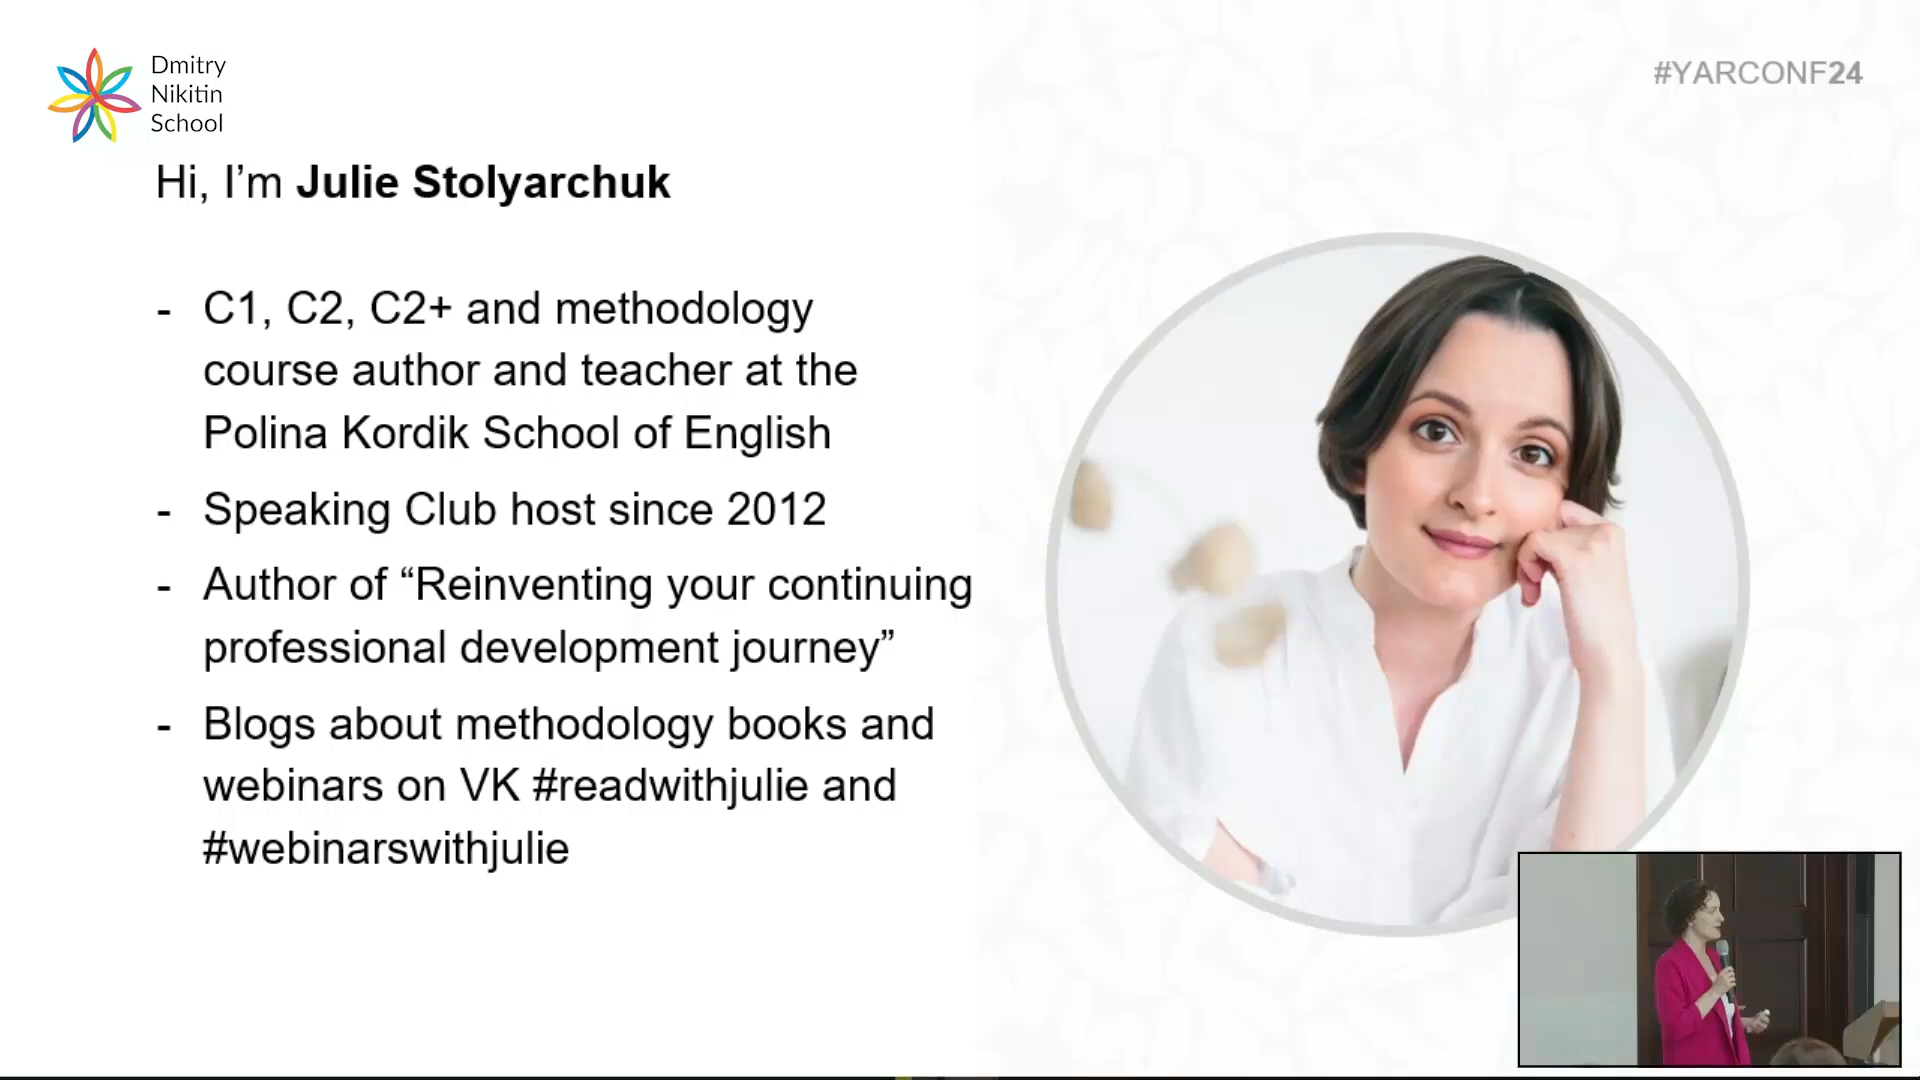 Dmitry
Nikitin
School
#YARCONF24
Hi, I’m Julie Stolyarchuk
- C1, C2, C2+ and methodology
course author and teacher at the
Polina Kordik School of English
- Speaking Club host since 2012
- Author of “Reinventing your continuing
professional development journey”
- Blogs about methodology books and
webinars on VK #readwithjulie and
#webinarswithjulie